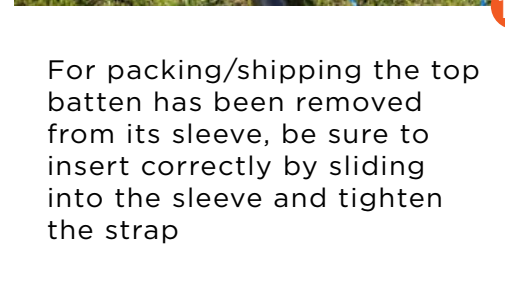 For packing/shipping the top
batten has been removed
from its sleeve, be sure to
insert correctly by sliding
into the sleeve and tighten
the strap